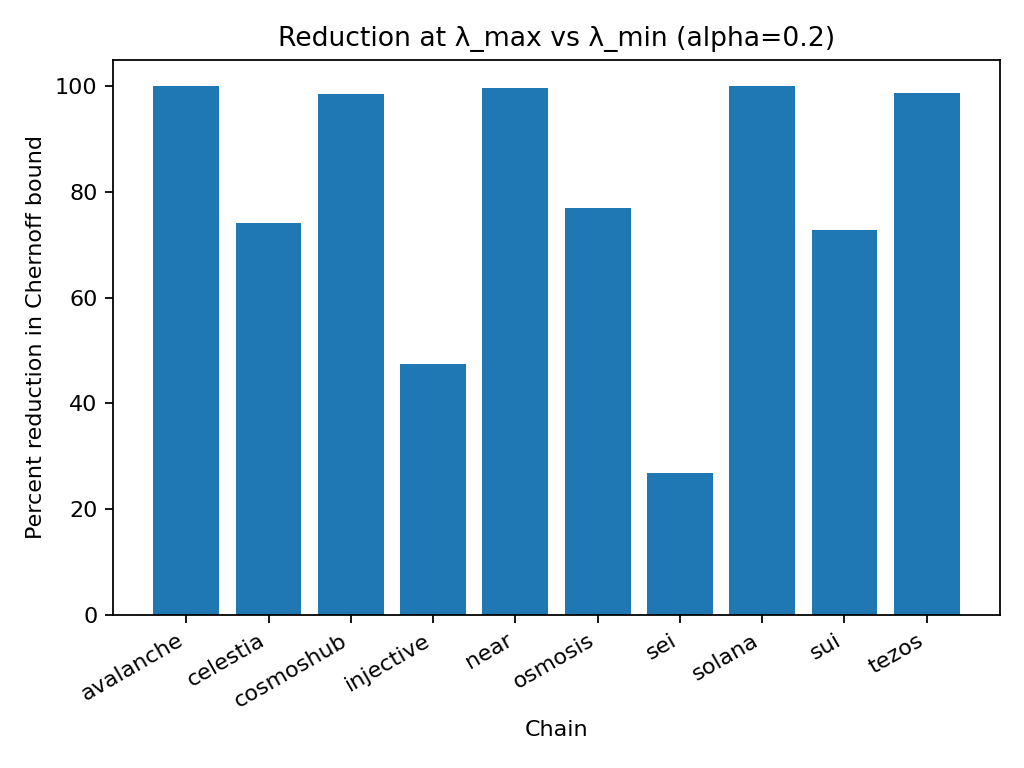 Reduction at λ_max vs λ_min (alpha=0.2)
Percent reduction in Chernoff bound
100
80
60
40
20
0
avalanche
celestia
cosmoshub
injective
near
osmosis
sei
solana
sui
tezos
Chain